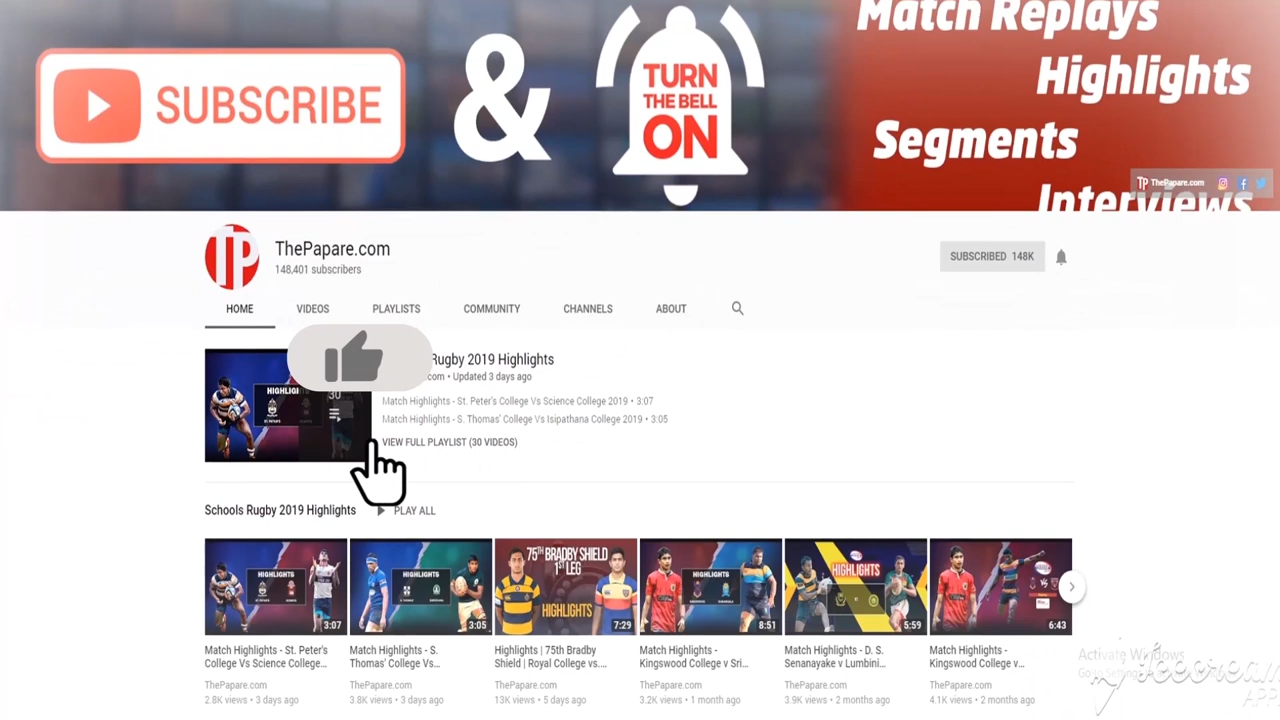 Match Replays
Highlights
Segments
Interviews
SUBSCRIBE
&
TURN
THE BELL
ON
TP ThePapare.com
TP
ThePapare.com
148,401 subscribers
SUBSCRIBED 148K
HOME VIDEOS PLAYLISTS COMMUNITY CHANNELS ABOUT
Rugby 2019 Highlights
com • Updated 3 days ago
30
Match Highlights - St. Peter's College Vs Science College 2019 • 3:07
Match Highlights - S. Thomas' College Vs Isipathana College 2019 • 3:05
VIEW FULL PLAYLIST (30 VIDEOS)
Schools Rugby 2019 Highlights PLAY ALL
HIGHLIGHTS
3:07
HIGHLIGHTS
3:05
75TH BRADBY SHIELD
1ST LEG
HIGHLIGHTS
7:29
HIGHLIGHTS
8:51
HIGHLIGHTS
5:59
VS
6:43
Match Highlights - St. Peter's
College Vs Science College...
ThePapare.com
2.8K views • 3 days ago
Match Highlights - S.
Thomas' College Vs...
ThePapare.com
3.8K views • 3 days ago
Highlights | 75th Bradby
Shield | Royal College vs....
ThePapare.com
13K views • 5 days ago
Match Highlights -
Kingswood College v Sri...
ThePapare.com
3.2K views • 1 month ago
Match Highlights - D. S.
Senanayake v Lumbini...
ThePapare.com
3.9K views • 2 months ago
Match Highlights -
Kingswood College v...
ThePapare.com
4.1K views • 2 months ago
Activate Windows
Icecream
APPS